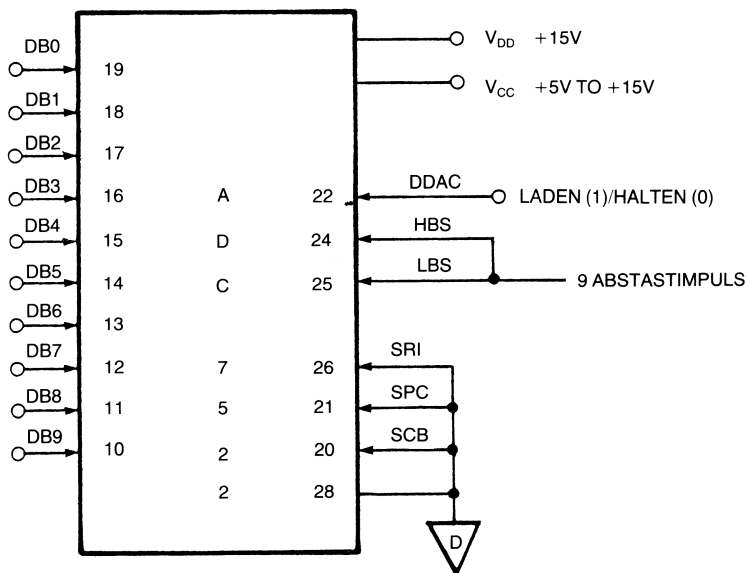 DB0 19 V_DD +15V
DB1 18 V_CC +5V TO +15V
DB2 17
DB3 16 A 22 DDAC LADEN (1)/HALTEN (0)
DB4 15 D 24 HBS
DB5 14 C 25 LBS 9 ABSTASTIMPULS
DB6 13
DB7 12 7 26 SRI
DB8 11 5 21 SPC
DB9 10 2 20 SCB
2 28
D